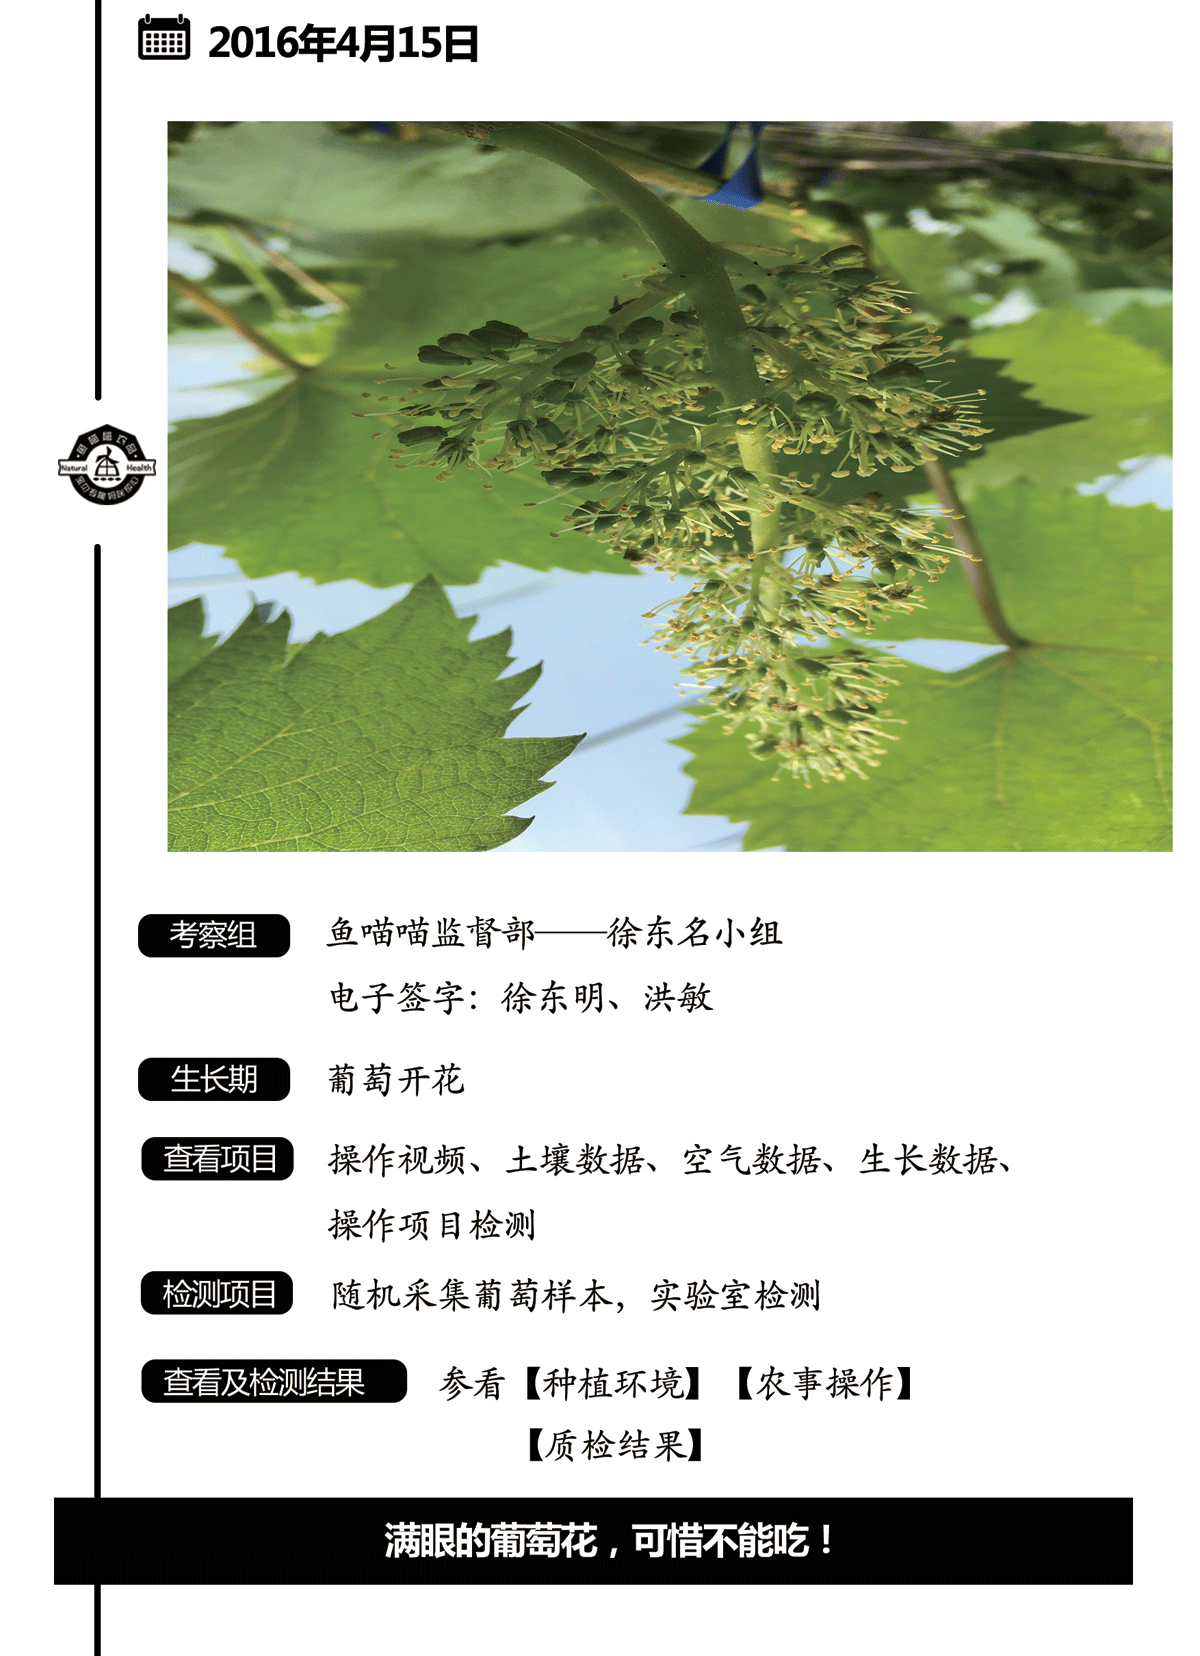 2016年4月15日
鱼喵喵农品
Natural Health
考察组 鱼喵喵监督部——徐东名小组
电子签字：徐东明、洪敏
生长期 葡萄开花
查看项目 操作视频、土壤数据、空气数据、生长数据、
操作项目检测
检测项目 随机采集葡萄样本，实验室检测
查看及检测结果 参看【种植环境】【农事操作】
【质检结果】
满眼的葡萄花，可惜不能吃！